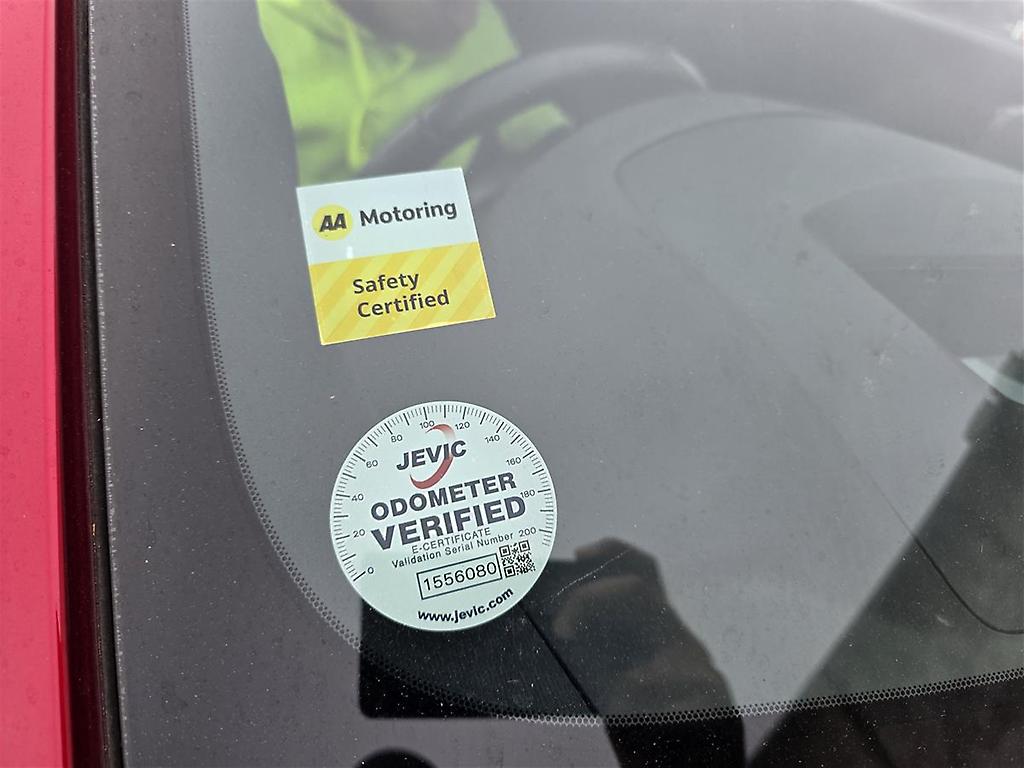 AA Motoring
Safety
Certified
0 20 40 60 80 100 120 140 160 180 200
JEVIC
ODOMETER
VERIFIED
E-CERTIFICATE
Validation Serial Number
1556080
www.jevic.com